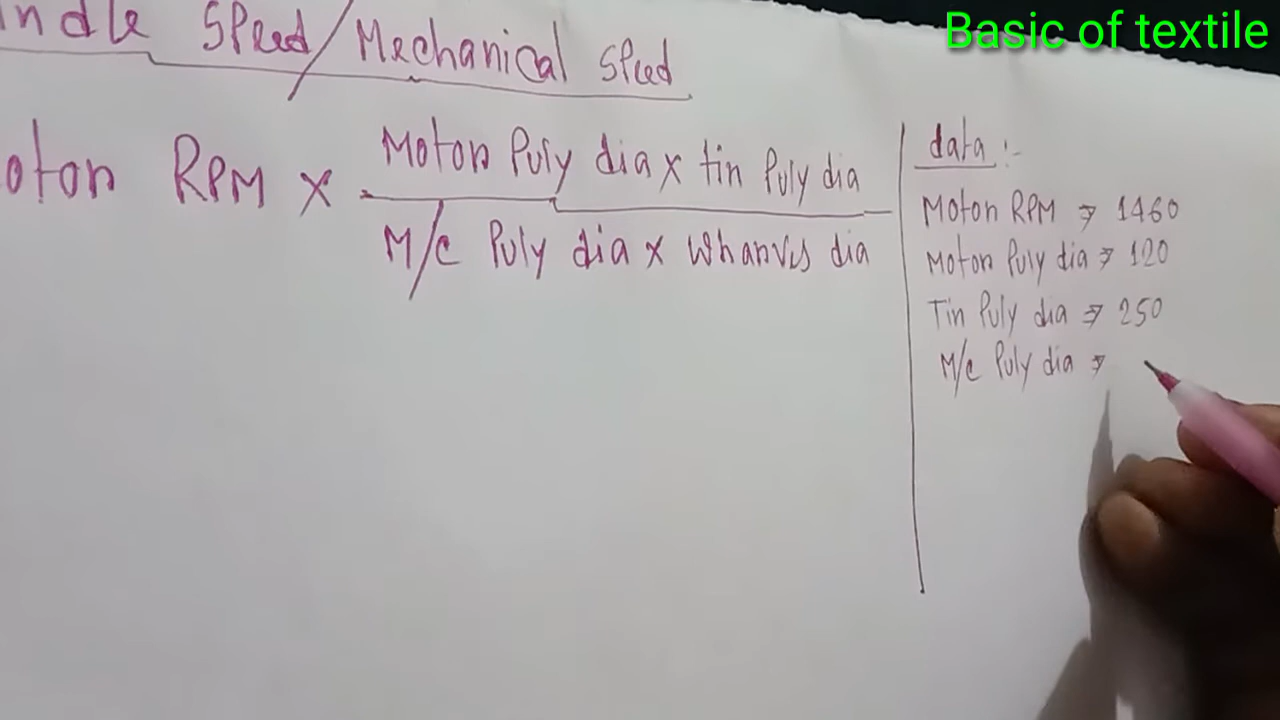 Basic of textile
ndle Speed/Mechanical Speed
oton RPM x Moton Puly dia x tin Puly dia
M/c Puly dia x Wharves dia
data :-
Moton RPM ⇒ 1460
Moton Puly dia ⇒ 120
Tin Puly dia ⇒ 250
M/c Puly dia ⇒